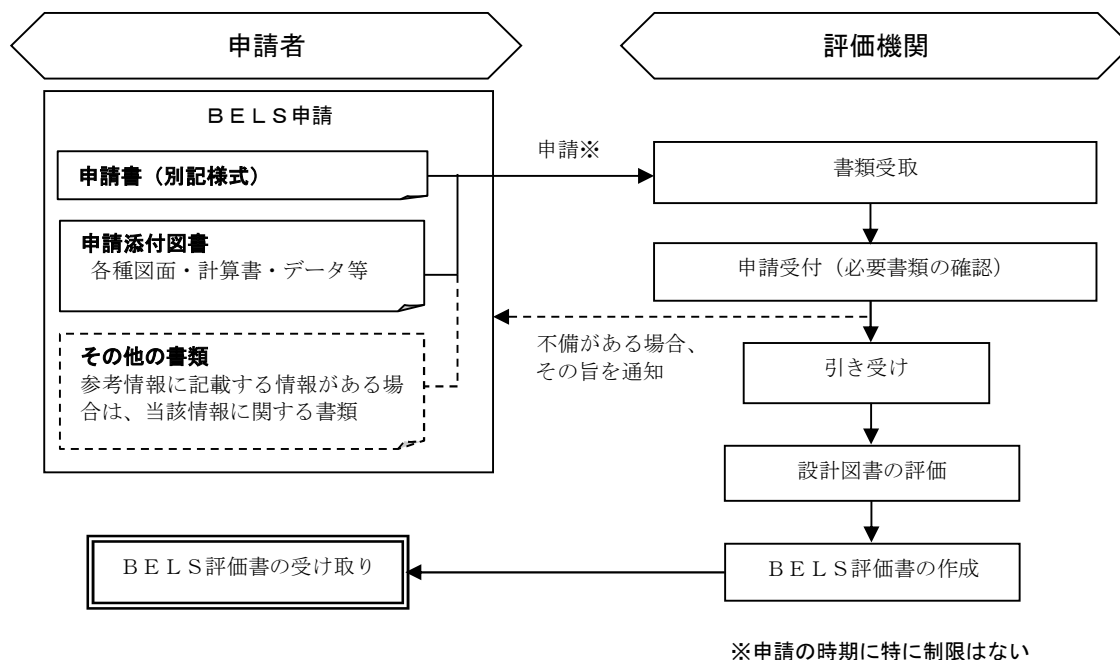 申請者
評価機関
ＢＥＬＳ申請
申請書（別記様式）
申請添付図書
各種図面・計算書・データ等
その他の書類
参考情報に記載する情報がある場
合は、当該情報に関する書類
申請※
書類受取
申請受付（必要書類の確認）
不備がある場合、
その旨を通知
引き受け
設計図書の評価
ＢＥＬＳ評価書の作成
ＢＥＬＳ評価書の受け取り
※申請の時期に特に制限はない